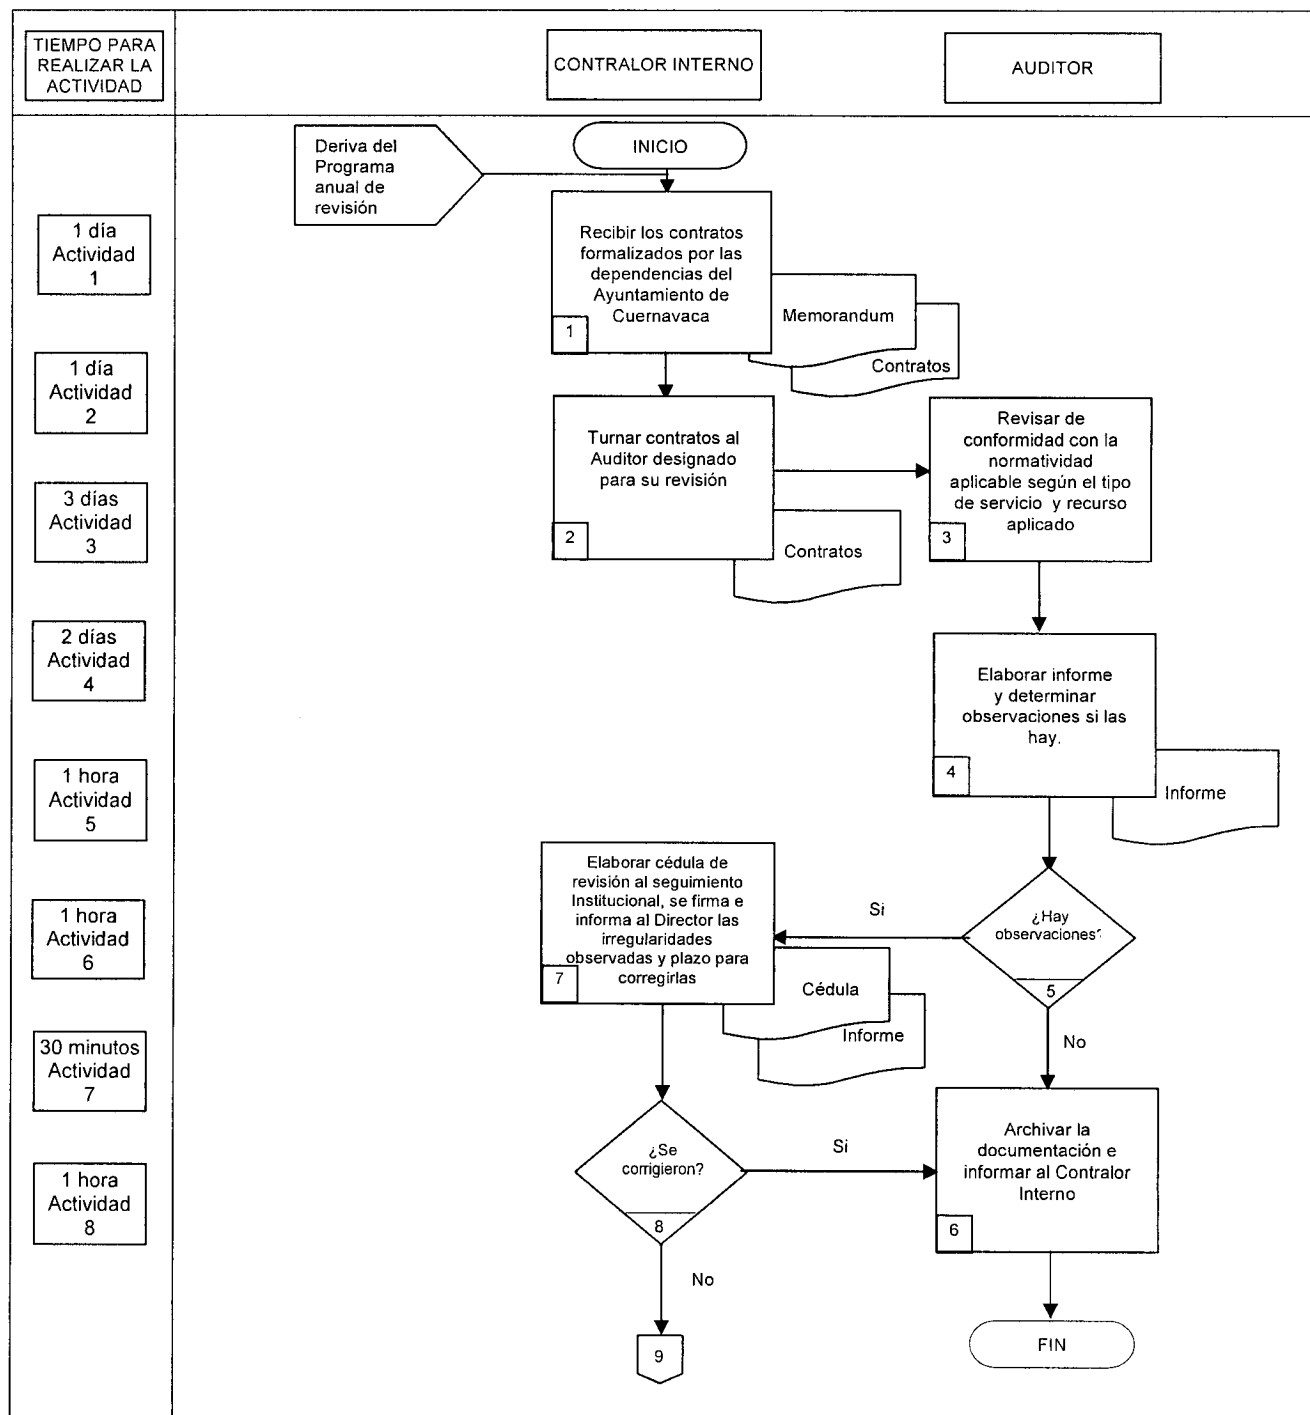 TIEMPO PARA
REALIZAR LA
ACTIVIDAD
CONTRALOR INTERNO
AUDITOR
Deriva del
Programa
anual de
revisión
INICIO
1 día
Actividad
1
Recibir los contratos
formalizados por las
dependencias del
Ayuntamiento de
Cuernavaca
1
Memorandum
Contratos
1 día
Actividad
2
Turnar contratos al
Auditor designado
para su revisión
2
Contratos
Revisar de
conformidad con la
normatividad
aplicable según el tipo
de servicio y recurso
aplicado
3
3 días
Actividad
3
2 días
Actividad
4
Elaborar informe
y determinar
observaciones si las
hay.
4
Informe
1 hora
Actividad
5
Elaborar cédula de
revisión al seguimiento
Institucional, se firma e
informa al Director las
irregularidades
observadas y plazo para
corregirlas
7
Cédula
Informe
Si
¿Hay
observaciones?
5
No
1 hora
Actividad
6
30 minutos
Actividad
7
¿Se
corrigieron?
8
Si
No
Archivar la
documentación e
informar al Contralor
Interno
6
1 hora
Actividad
8
9
FIN